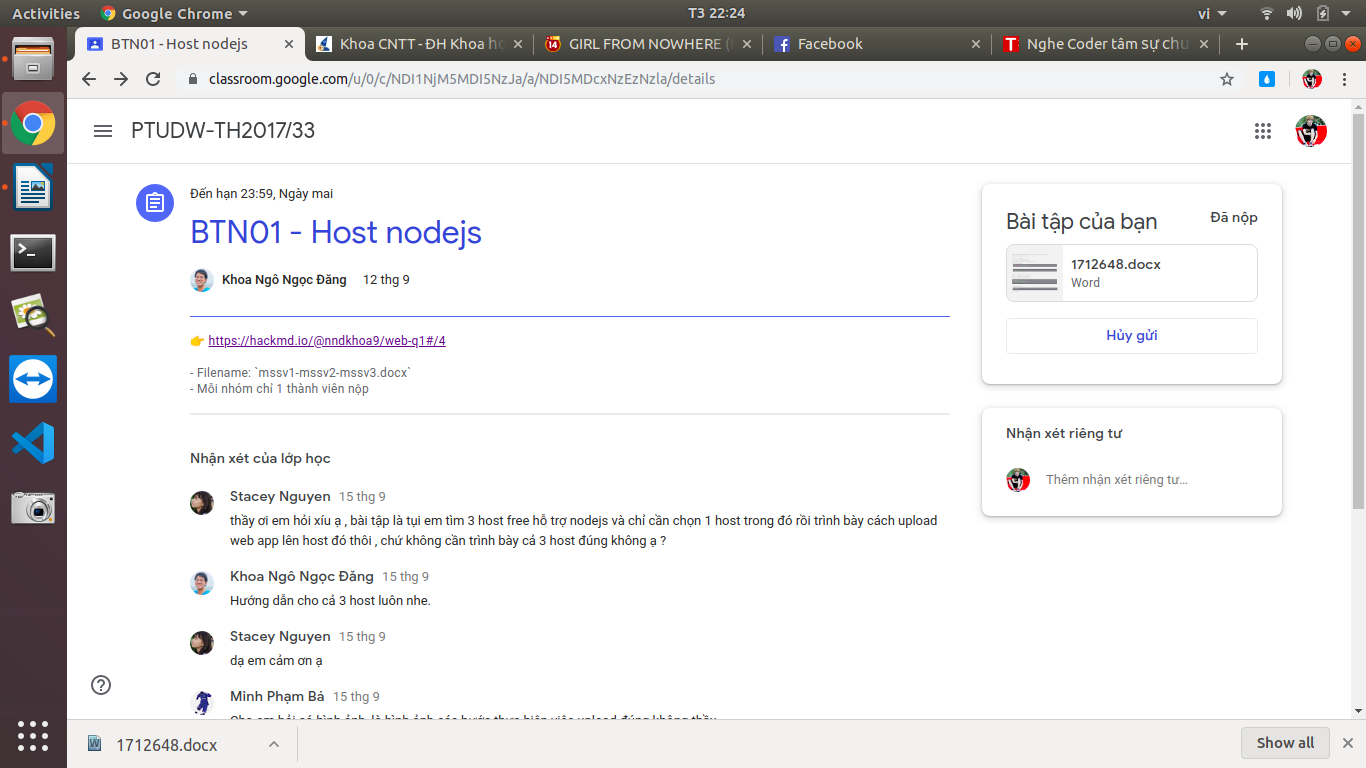 Activities
Google Chrome
T3 22:24
vi
BTN01 - Host nodejs
Khoa CNTT - ĐH Khoa họ
GIRL FROM NOWHERE (
Facebook
Nghe Coder tâm sự chu
classroom.google.com/u/0/c/NDI1NjM5MDI5NzJa/a/NDI5MDcxNzEzNzla/details
PTUDW-TH2017/33
Đến hạn 23:59, Ngày mai
BTN01 - Host nodejs
Khoa Ngô Ngọc Đăng 12 thg 9
👉 https://hackmd.io/@nndkhoa9/web-q1#/4
- Filename: `mssv1-mssv2-mssv3.docx`
- Mỗi nhóm chỉ 1 thành viên nộp
Nhận xét của lớp học
Stacey Nguyen 15 thg 9
thầy ơi em hỏi xíu ạ , bài tập là tụi em tìm 3 host free hỗ trợ nodejs và chỉ cần chọn 1 host trong đó rồi trình bày cách upload
web app lên host đó thôi , chứ không cần trình bày cả 3 host đúng không ạ ?
Khoa Ngô Ngọc Đăng 15 thg 9
Hướng dẫn cho cả 3 host luôn nhe.
Stacey Nguyen 15 thg 9
dạ em cảm ơn ạ
Minh Phạm Bá 15 thg 9
Bài tập của bạn
Đã nộp
1712648.docx
Word
Hủy gửi
Nhận xét riêng tư
Thêm nhận xét riêng tư...
1712648.docx
Show all